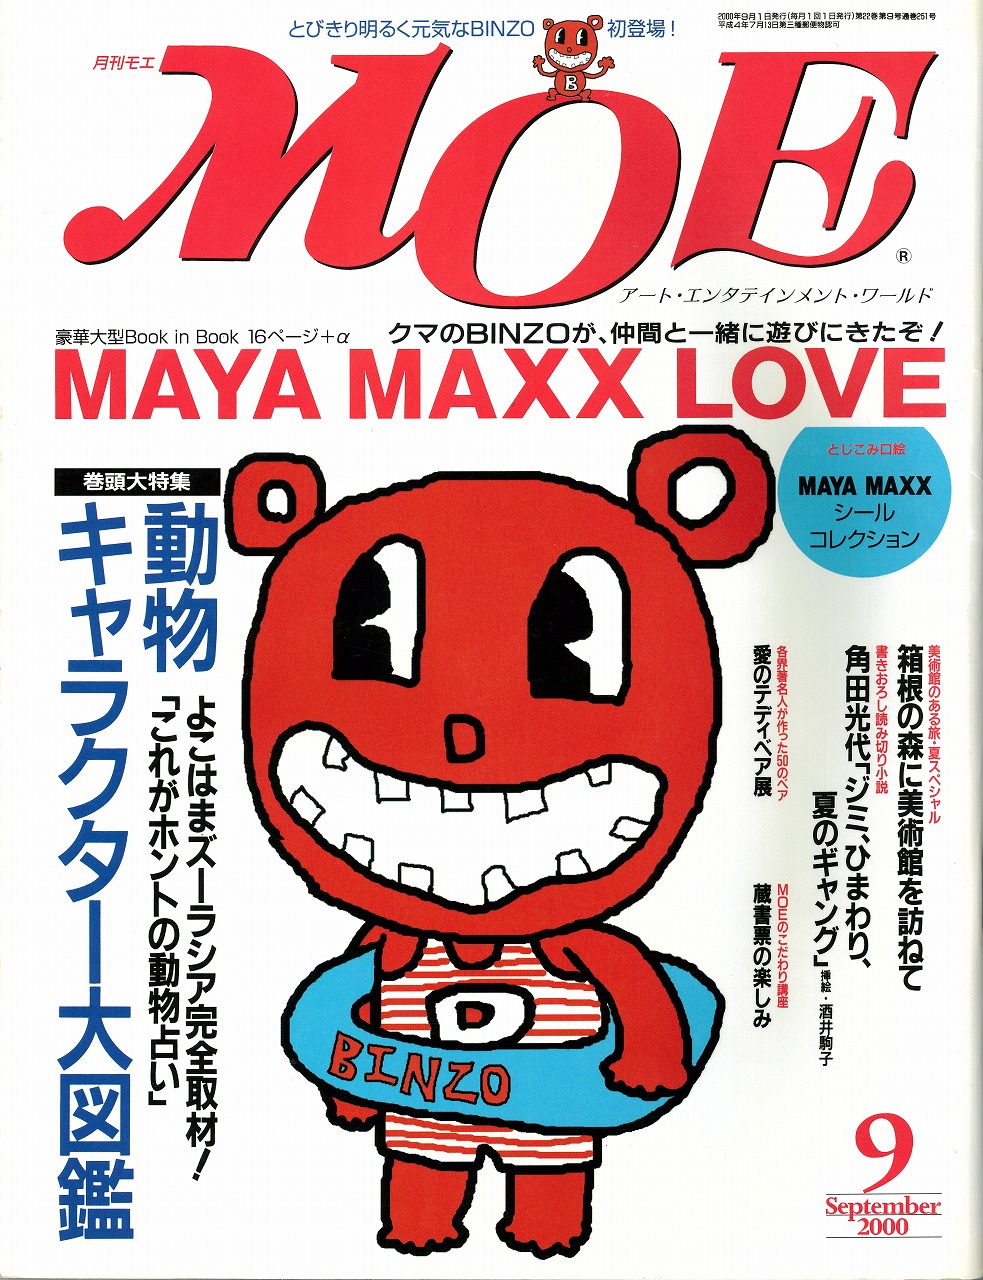 とびきり明るく元気なBINZO 初登場！
2000年9月1日発行(毎月1回1日発行)第22巻第9号通巻251号
平成4年7月13日第三種郵便物認可
月刊モエ
MOE
®
B
アート・エンタテインメント・ワールド
豪華大型Book in Book 16ページ+α
クマのBINZOが、仲間と一緒に遊びにきたぞ！
MAYA MAXX LOVE
とじこみ口絵
MAYA MAXX
シール
コレクション
巻頭大特集
動物
キャラクター大図鑑
よこはまズーラシア完全取材！
「これがホントの動物占い」
美術館のある旅・夏スペシャル
箱根の森に美術館を訪ねて
書きおろし読み切り小説
角田光代「ジミ、ひまわり、
夏のギャング」挿絵・酒井駒子
各界著名人が作った50のベア
愛のテディベア展
MOEのこだわり講座
蔵書票の楽しみ
BINZO
9
September
2000